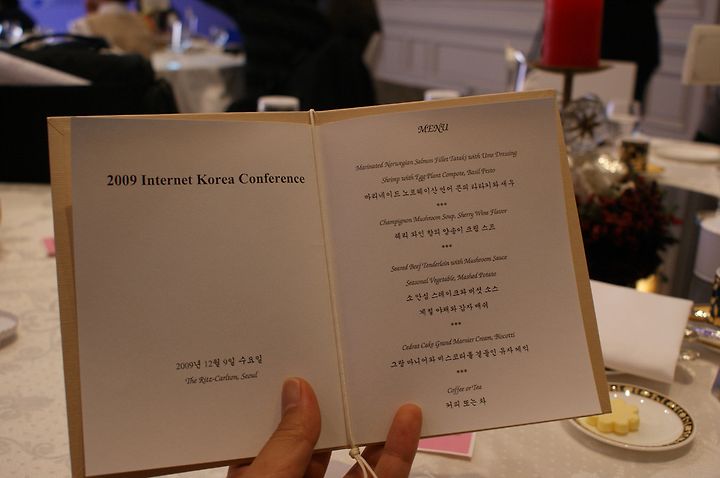 2009 Internet Korea Conference
2009년 12월 9일 수요일
The Ritz-Carlton, Seoul
MENU
Marinated Norwegian Salmon Fillet Tataki with Ume Dressing
Shrimp with Egg Plant Compote, Basil Pesto
마리네이드 노르웨이산 연어 콘의 타타키와 새우
***
Champignon Mushroom Soup, Sherry Wine Flavor
쉐리 와인 향의 양송이 크림 스프
***
Seared Beef Tenderloin with Mushroom Sauce
Seasonal Vegetable, Mashed Potato
소 안심 스테이크와 버섯 소스
계절 야채와 감자 매쉬
***
Cedrat Cake Grand Marnier Cream, Biscotti
그랑 마니어와 비스코티를 곁들인 유자 케익
***
Coffee or Tea
커피 또는 차